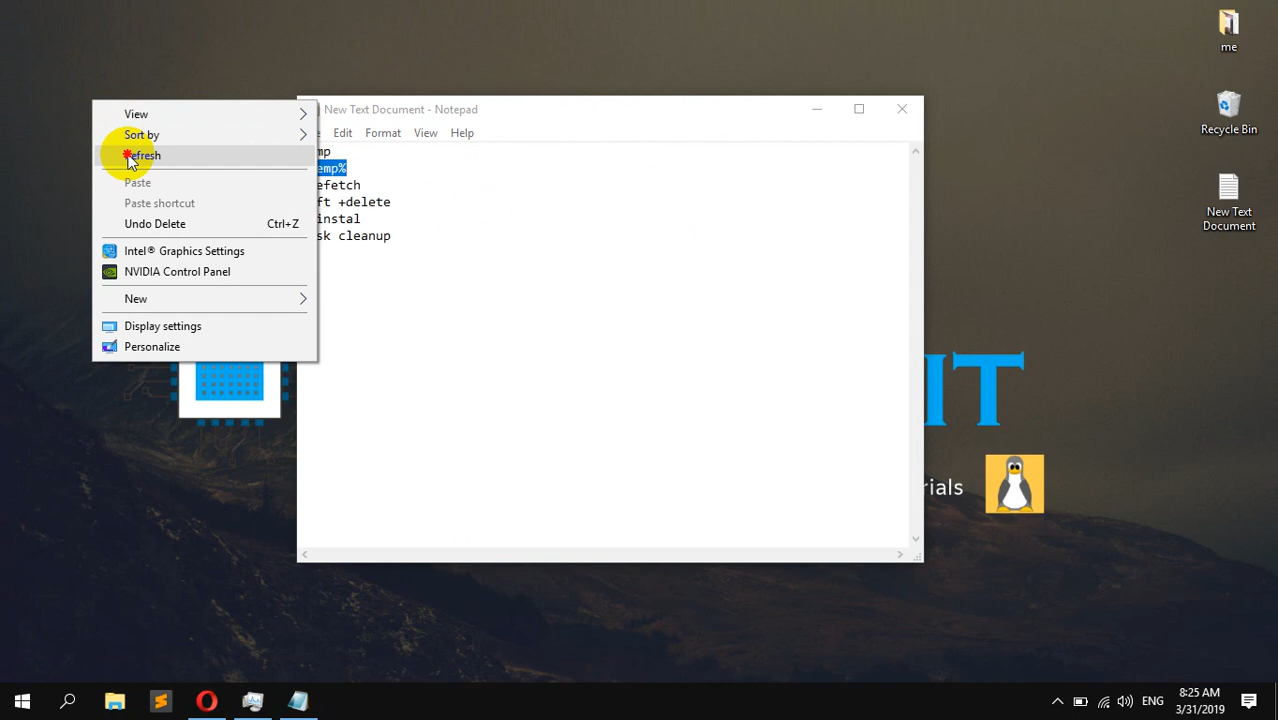 me
Recycle Bin
New Text
Document
View
Sort by
Refresh
Paste
Paste shortcut
Undo Delete Ctrl+Z
Intel® Graphics Settings
NVIDIA Control Panel
New
Display settings
Personalize
New Text Document - Notepad
Edit Format View Help
mp
emp%
efetch
ft +delete
instal
sk cleanup
IT
rials
ENG
8:25 AM
3/31/2019